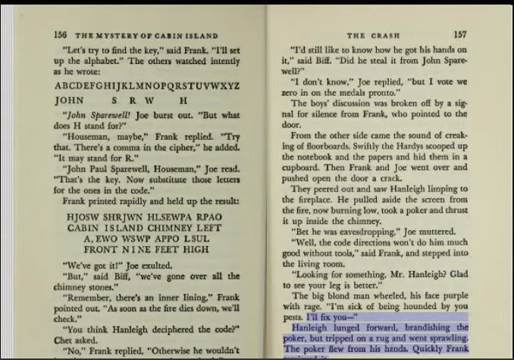 156 THE MYSTERY OF CABIN ISLAND
"Let's try to find the key," said Frank. "I'll set
up the alphabet." The others watched intently
as he wrote:
ABCDEFGHIJKLMNOPQRSTUVWXYZ
JOHN S R W H
"John Sparewell! Joe burst out. "But what
does H stand for?"
"Houseman, maybe," Frank replied. "Try
that. There's a comma in the cipher," he added.
"It may stand for R."
"John Paul Sparewell, Houseman," Joe read.
"That's the key. Now substitute those letters
for the ones in the code."
Frank printed rapidly and held up the result:
HJOSW SHRJWN HLSEWPA RPAO
CABIN ISLAND CHIMNEY LEFT
A, EWO WSWP APPO LSUL
FRONT NINE FEET HIGH
"We've got it!" Joe exulted.
"But," said Biff, "we've gone over all the
chimney stones."
"Remember, there's an inner lining," Frank
pointed out. "As soon as the fire dies down, we'll
check."
"You think Hanleigh deciphered the code?"
Chet asked.
"No," Frank replied. "Otherwise he wouldn't
THE CRASH 157
"I'd still like to know how he got his hands on
it," said Biff. "Did he steal it from John Spare-
well?"
"I don't know," Joe replied, "but I vote we
zero in on the medals pronto."
The boys' discussion was broken off by a sig-
nal for silence from Frank, who pointed to the
door.
From the other side came the sound of creak-
ing of floorboards. Swiftly the Hardys scooped up
the notebook and the papers and hid them in a
cupboard. Then Frank and Joe went over and
pushed open the door a crack.
They peered out and saw Hanleigh limping to
the fireplace. He pulled aside the screen from
the fire, now burning low, took a poker and thrust
it up inside the chimney.
"Bet he was eavesdropping," Joe muttered.
"Well, the code directions won't do him much
good without tools," said Frank, and stepped into
the living room.
"Looking for something, Mr. Hanleigh? Glad
to see your leg is better."
The big blond man wheeled, his face purple
with rage. "I'm sick of being hounded by you
pests. I'll fix you—"
Hanleigh lunged forward, brandishing the
poker, but tripped on a rug and went sprawling.
The poker flew from his hands. Quickly Frank